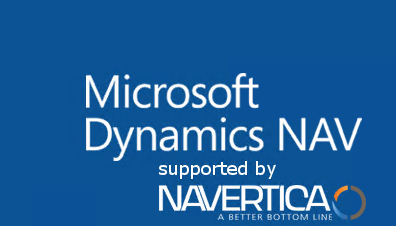 Microsoft
Dynamics NAV
supported by
NAVERTICA
A BETTER BOTTOM LINE